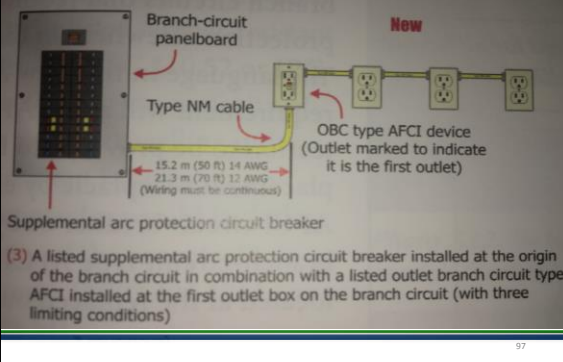 Branch-circuit
panelboard
New
Type NM cable
OBC type AFCI device
(Outlet marked to indicate
it is the first outlet)
15.2 m (50 ft) 14 AWG
21.3 m (70 ft) 12 AWG
(Wiring must be continuous)
Supplemental arc protection circuit breaker
(3) A listed supplemental arc protection circuit breaker installed at the origin
of the branch circuit in combination with a listed outlet branch circuit type
AFCI installed at the first outlet box on the branch circuit (with three
limiting conditions)
97